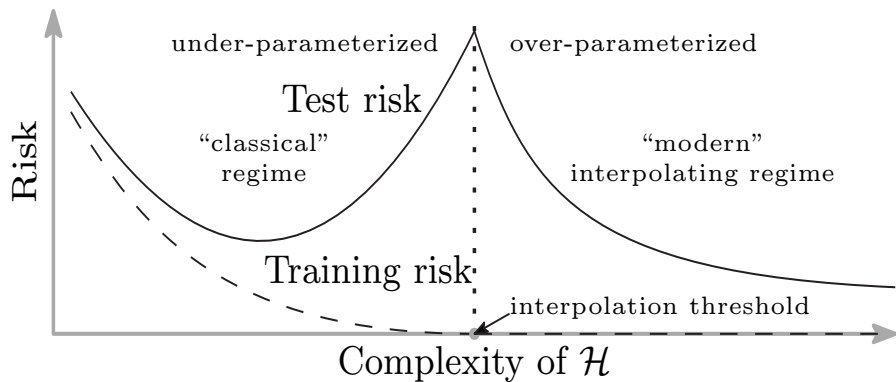 under-parameterized
over-parameterized
Test risk
“classical”
regime
“modern”
interpolating regime
Risk
Training risk
interpolation threshold
Complexity of ℋ